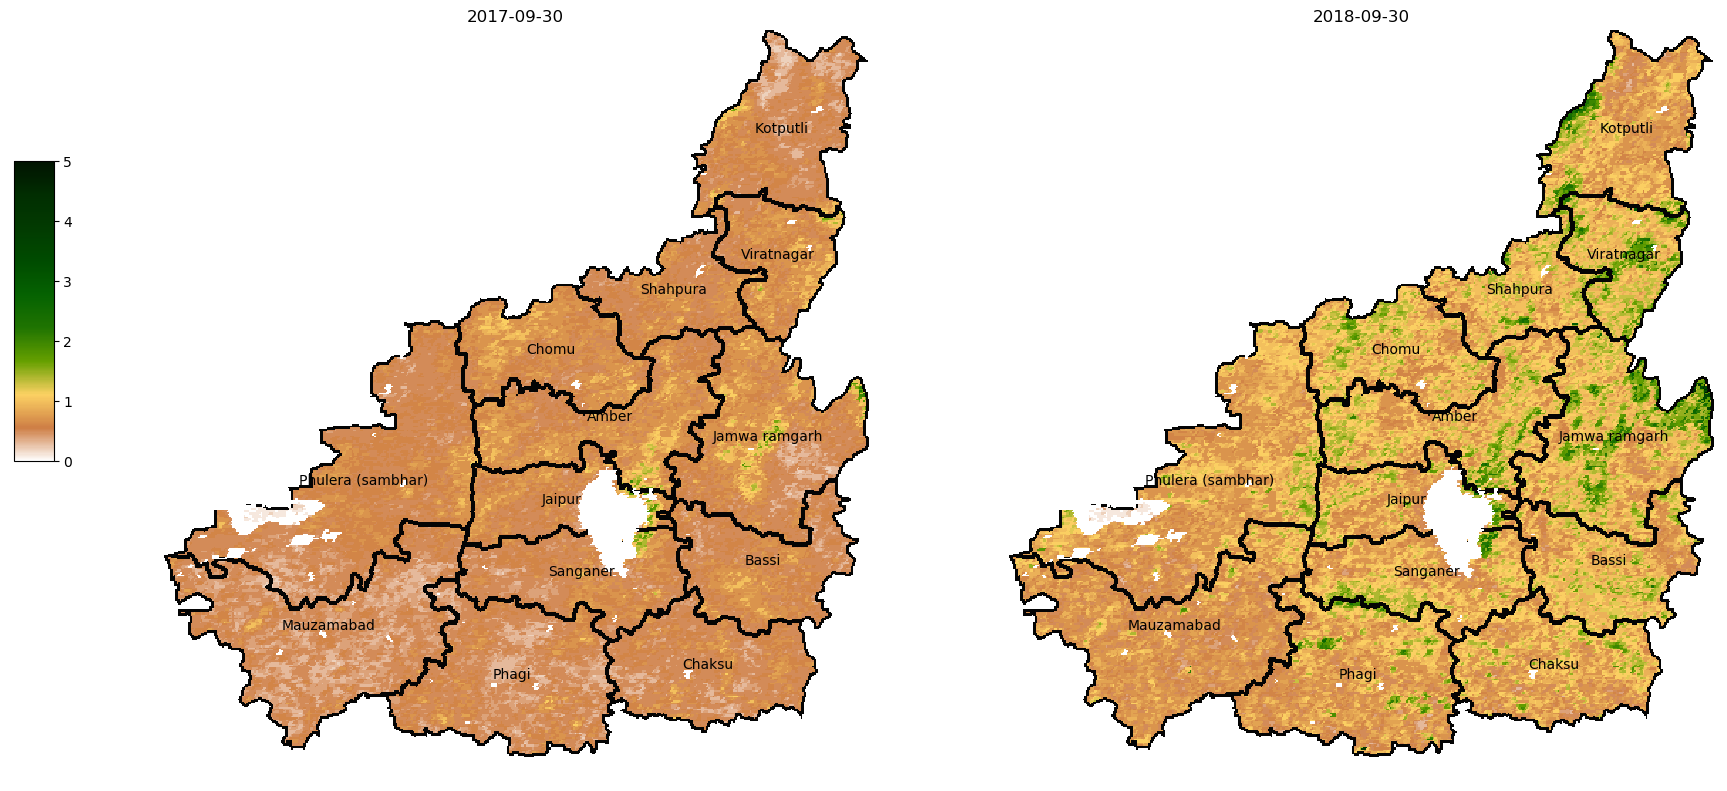 2017-09-30
2018-09-30
5
4
3
2
1
0
Kotputli
Viratnagar
Shahpura
Chomu
Amber
Jamwa ramgarh
Phulera (sambhar)
Jaipur
Bassi
Sanganer
Mauzamabad
Chaksu
Phagi
Kotputli
Viratnagar
Shahpura
Chomu
Amber
Jamwa ramgarh
Phulera (sambhar)
Jaipur
Bassi
Sanganer
Mauzamabad
Chaksu
Phagi